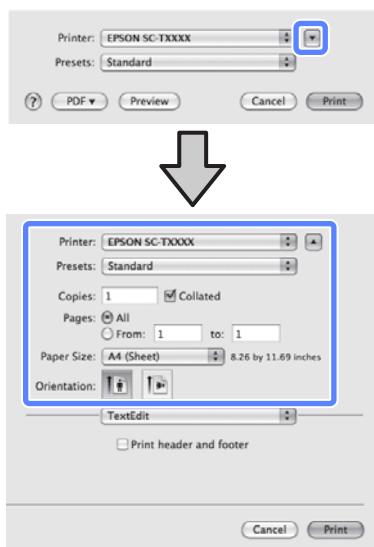 Printer: EPSON SC-TXXXX
Presets: Standard
? PDF▼ Preview Cancel Print
Printer: EPSON SC-TXXXX
Presets: Standard
Copies: 1 Collated
Pages: All
From: 1 to: 1
Paper Size: A4 (Sheet) 8.26 by 11.69 inches
Orientation:
TextEdit
Print header and footer
Cancel Print